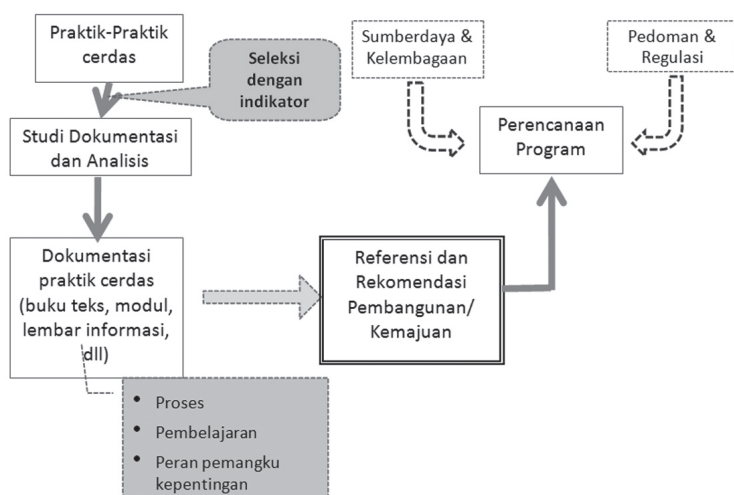 Praktik-Praktik
cerdas
Seleksi
dengan
indikator
Sumberdaya &
Kelembagaan
Pedoman &
Regulasi
Studi Dokumentasi
dan Analisis
Perencanaan
Program
Dokumentasi
praktik cerdas
(buku teks, modul,
lembar informasi,
dll)
Referensi dan
Rekomendasi
Pembangunan/
Kemajuan
• Proses
• Pembelajaran
• Peran pemangku
kepentingan